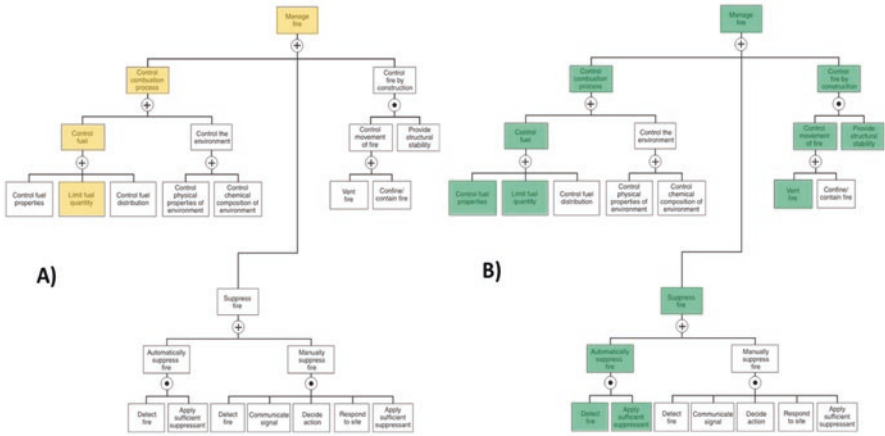 Manage
fire
+
Control
combustion
process
+
Control
fire by
construction
Control
fuel
+
Control the
environment
+
Control
movement
of fire
+
Provide
structural
stability
Control fuel
properties
Limit fuel
quantity
Control fuel
distribution
Control
physical
properties of
environment
Control
chemical
composition of
environment
Vent
fire
Confine/
contain fire
A)
Suppress
fire
+
Automatically
suppress
fire
Manually
suppress
fire
Detect
fire
Apply
sufficient
suppressant
Detect
fire
Communicate
signal
Decide
action
Respond
to site
Apply
sufficient
suppressant
Manage
fire
+
Control
combustion
process
+
Control
fire by
construction
Control
fuel
+
Control the
environment
+
Control
movement
of fire
+
Provide
structural
stability
Control fuel
properties
Limit fuel
quantity
Control fuel
distribution
Control
physical
properties of
environment
Control
chemical
composition of
environment
Vent
fire
Confine/
contain fire
B)
Suppress
fire
+
Automatically
suppress
fire
Manually
suppress
fire
Detect
fire
Apply
sufficient
suppressant
Detect
fire
Communicate
signal
Decide
action
Respond
to site
Apply
sufficient
suppressant